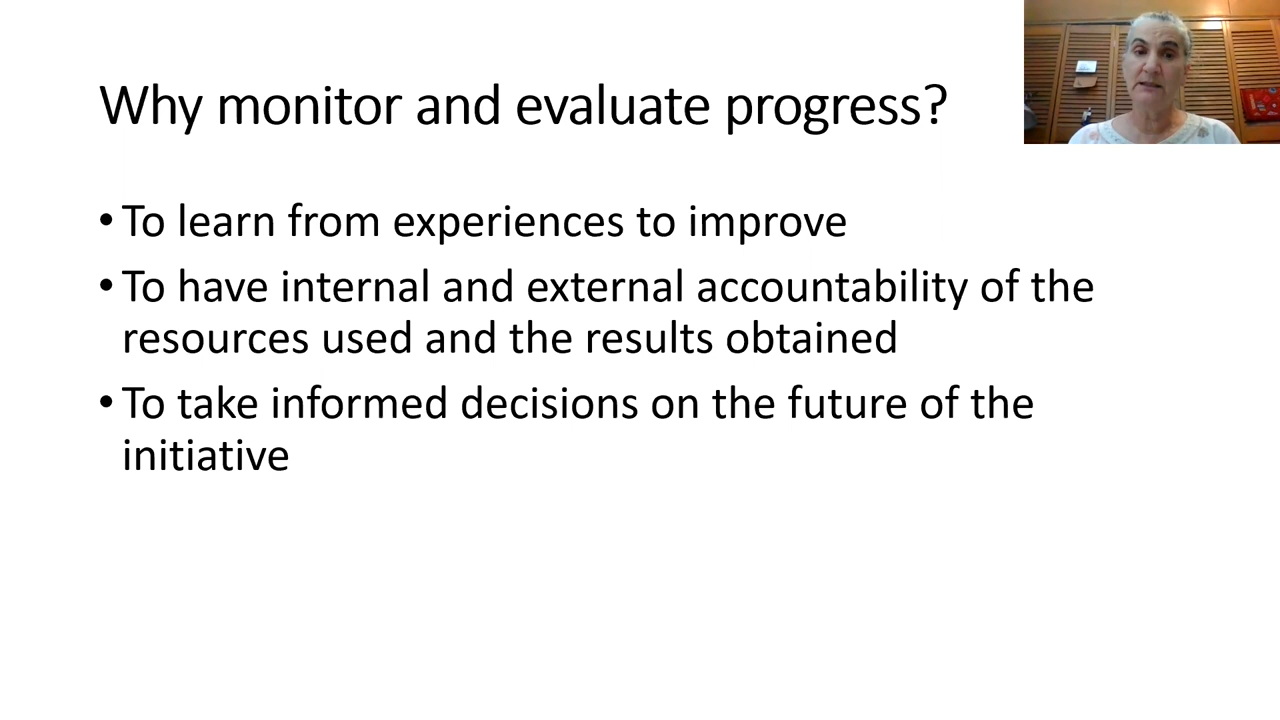 Why monitor and evaluate progress?
• To learn from experiences to improve
• To have internal and external accountability of the
resources used and the results obtained
• To take informed decisions on the future of the
initiative